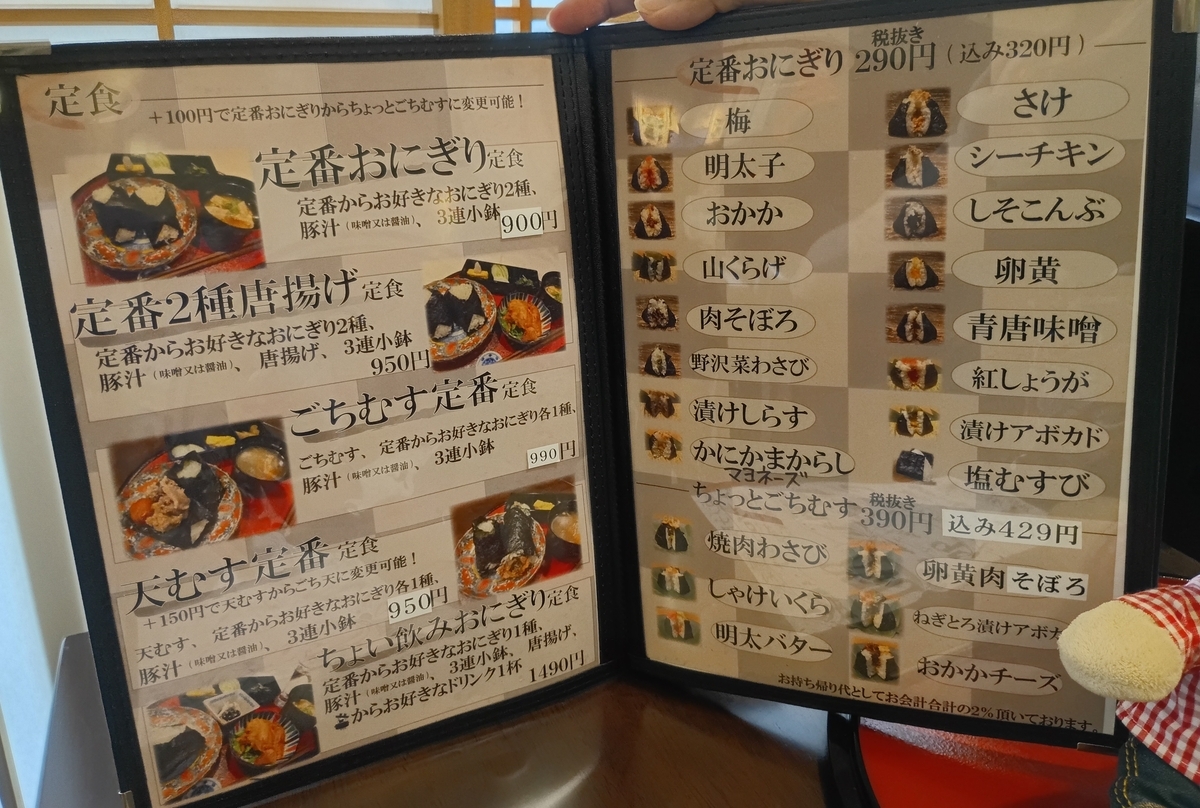 定食
+100円で定番おにぎりからちょっとごちむすに変更可能！
定番おにぎり定食
定番からお好きなおにぎり2種、
豚汁（味噌又は醤油）、3連小鉢
900円
定番2種唐揚げ定食
定番からお好きなおにぎり2種、
豚汁（味噌又は醤油）、唐揚げ、3連小鉢
950円
ごちむす定番定食
ごちむす、定番からお好きなおにぎり各1種、
豚汁（味噌又は醤油）、3連小鉢
990円
天むす定番定食
+150円で天むすからごち天に変更可能！
天むす、定番からお好きなおにぎり各1種、
豚汁（味噌又は醤油）、3連小鉢
950円
ちょい飲みおにぎり定食
定番からお好きなおにぎり1種、
豚汁（味噌又は醤油）、3連小鉢、唐揚げ、
からお好きなドリンク1杯 1490円
定番おにぎり 税抜き290円（込み320円）
梅
明太子
おかか
山くらげ
肉そぼろ
野沢菜わさび
漬けしらす
かにかまからし
マヨネーズ
さけ
シーチキン
しそこんぶ
卵黄
青唐味噌
紅しょうが
漬けアボカド
塩むすび
ちょっとごちむす 税抜き390円 込み429円
焼肉わさび
しゃけいくら
明太バター
卵黄肉そぼろ
ねぎとろ漬けアボカ
おかかチーズ
お持ち帰り代としてお会計合計の2%頂いております。